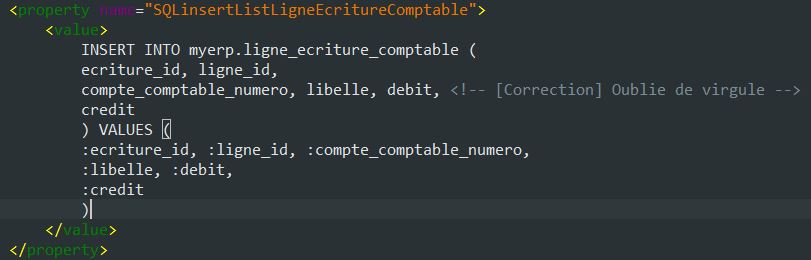 <property name="SQLinsertListLigneEcritureComptable">
<value>
INSERT INTO myerp.ligne_ecriture_comptable (
ecriture_id, ligne_id,
compte_comptable_numero, libelle, debit, <!-- [Correction] Oublie de virgule -->
credit
) VALUES (
:ecriture_id, :ligne_id, :compte_comptable_numero,
:libelle, :debit,
:credit
)
</value>
</property>